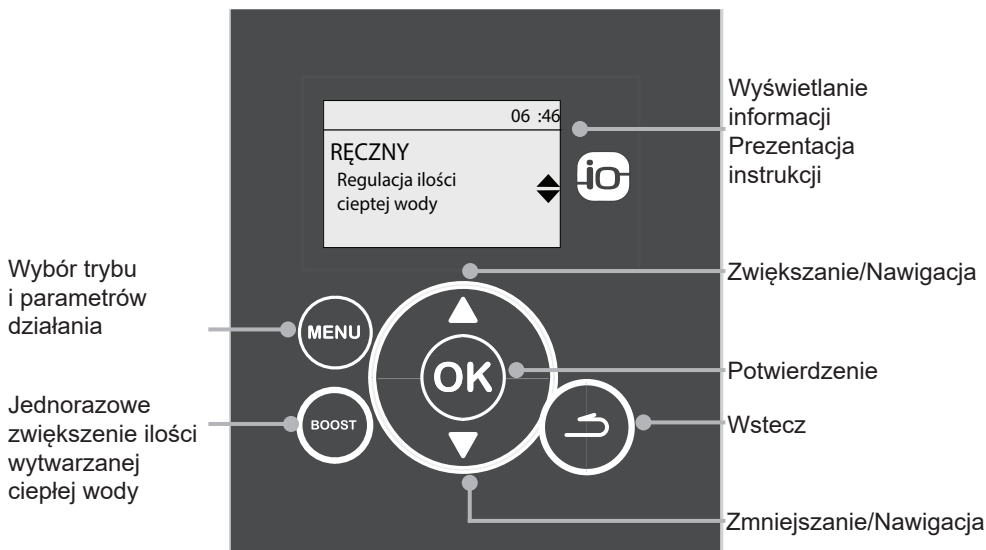 06 :46
RĘCZNY
Regulacja ilości
cieptej wody
io
Wyświetlanie
informacji
Prezentacja
instrukcji
Wybór trybu
i parametrów
działania
MENU
Zwiększanie/Nawigacja
OK
Potwierdzenie
Jednorazowe
zwiększenie ilości
wytwarzanej
ciepłej wody
BOOST
Wstecz
Zmniejszanie/Nawigacja